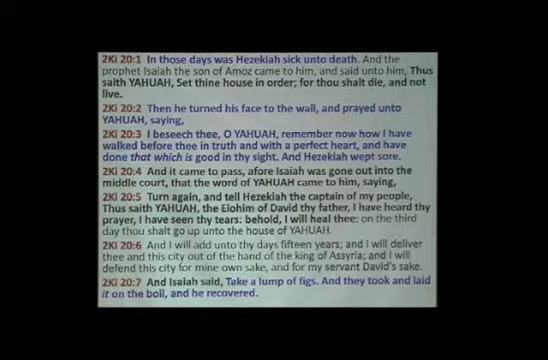 2Ki 20:1 In those days was Hezekiah sick unto death. And the
prophet Isaiah the son of Amoz came to him, and said unto him, Thus
saith YAHUAH, Set thine house in order; for thou shalt die, and not
live.
2Ki 20:2 Then he turned his face to the wall, and prayed unto
YAHUAH, saying,
2Ki 20:3 I beseech thee, O YAHUAH, remember now how I have
walked before thee in truth and with a perfect heart, and have
done that which is good in thy sight. And Hezekiah wept sore.
2Ki 20:4 And it came to pass, afore Isaiah was gone out into the
middle court, that the word of YAHUAH came to him, saying,
2Ki 20:5 Turn again, and tell Hezekiah the captain of my people,
Thus saith YAHUAH, the Elohim of David thy father, I have heard thy
prayer, I have seen thy tears: behold, I will heal thee: on the third
day thou shalt go up unto the house of YAHUAH.
2Ki 20:6 And I will add unto thy days fifteen years; and I will deliver
thee and this city out of the hand of the king of Assyria; and I will
defend this city for mine own sake, and for my servant David's sake.
2Ki 20:7 And Isaiah said, Take a lump of figs. And they took and laid
it on the boil, and he recovered.